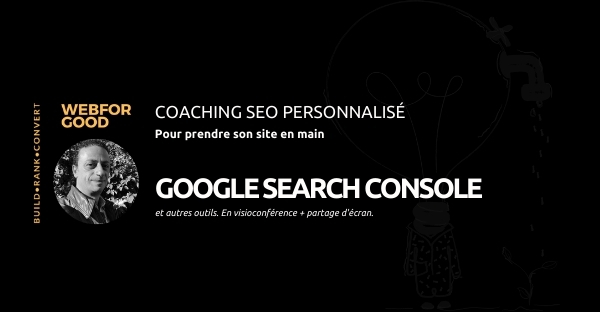 BUILD●RANK●CONVERT
WEBFOR
GOOD
COACHING SEO PERSONNALISÉ
Pour prendre son site en main
GOOGLE SEARCH CONSOLE
et autres outils. En visioconférence + partage d'écran.